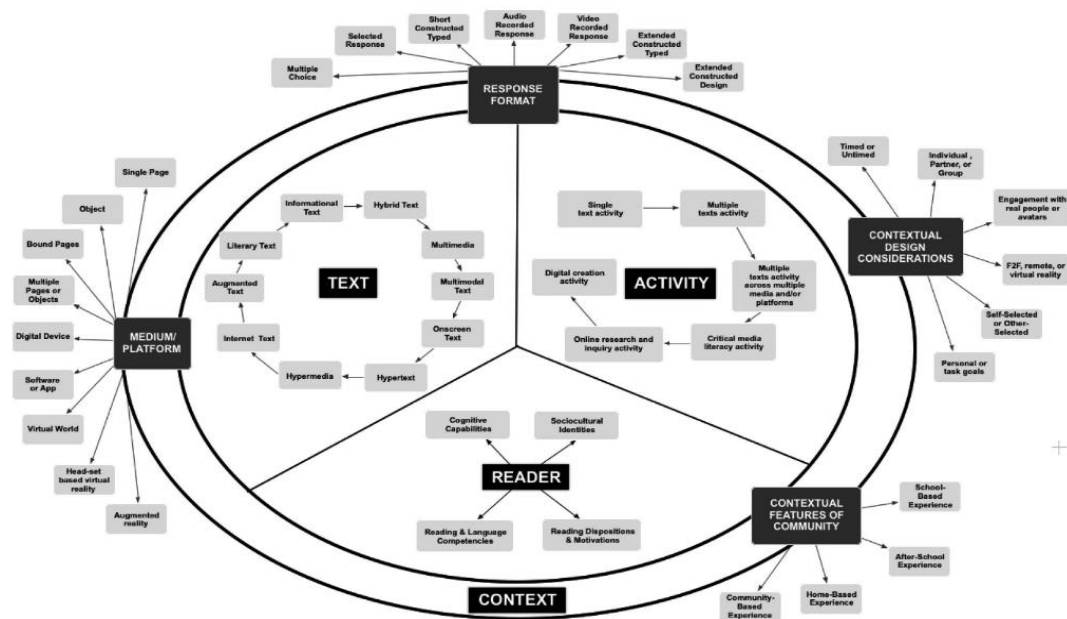 Short
Constructed
Typed
Audio
Recorded
Response
Video
Recorded
Response
Selected
Response
Extended
Constructed
Typed
Multiple
Choice
Extended
Constructed
Design
RESPONSE
FORMAT
Single Page
Object
Bound Pages
Multiple
Pages or
Objects
Digital Device
Software
or App
Virtual World
Head-set
based virtual
reality
Augmented
reality
MEDIUM/
PLATFORM
Informational
Text
Hybrid Text
Literary Text
Multimedia
Augmented
Text
Multimodal
Text
Internet Text
Onscreen
Text
Hypermedia
Hypertext
TEXT
Single
text activity
Multiple
texts activity
Digital creation
activity
Multiple
texts activity
across multiple
media and/or
platforms
Online research and
inquiry activity
Critical media
literacy activity
ACTIVITY
Timed or
Untimed
Individual ,
Partner, or
Group
Engagement with
real people or
avatars
CONTEXTUAL
DESIGN
CONSIDERATIONS
F2F, remote, or
virtual reality
Self-Selected
or Other-
Selected
Personal or
task goals
Cognitive
Capabilities
Sociocultural
Identities
READER
Reading & Language
Competencies
Reading Dispositions
& Motivations
CONTEXTUAL
FEATURES OF
COMMUNITY
School-
Based
Experience
After-School
Experience
Home-Based
Experience
Community-
Based Experience
CONTEXT